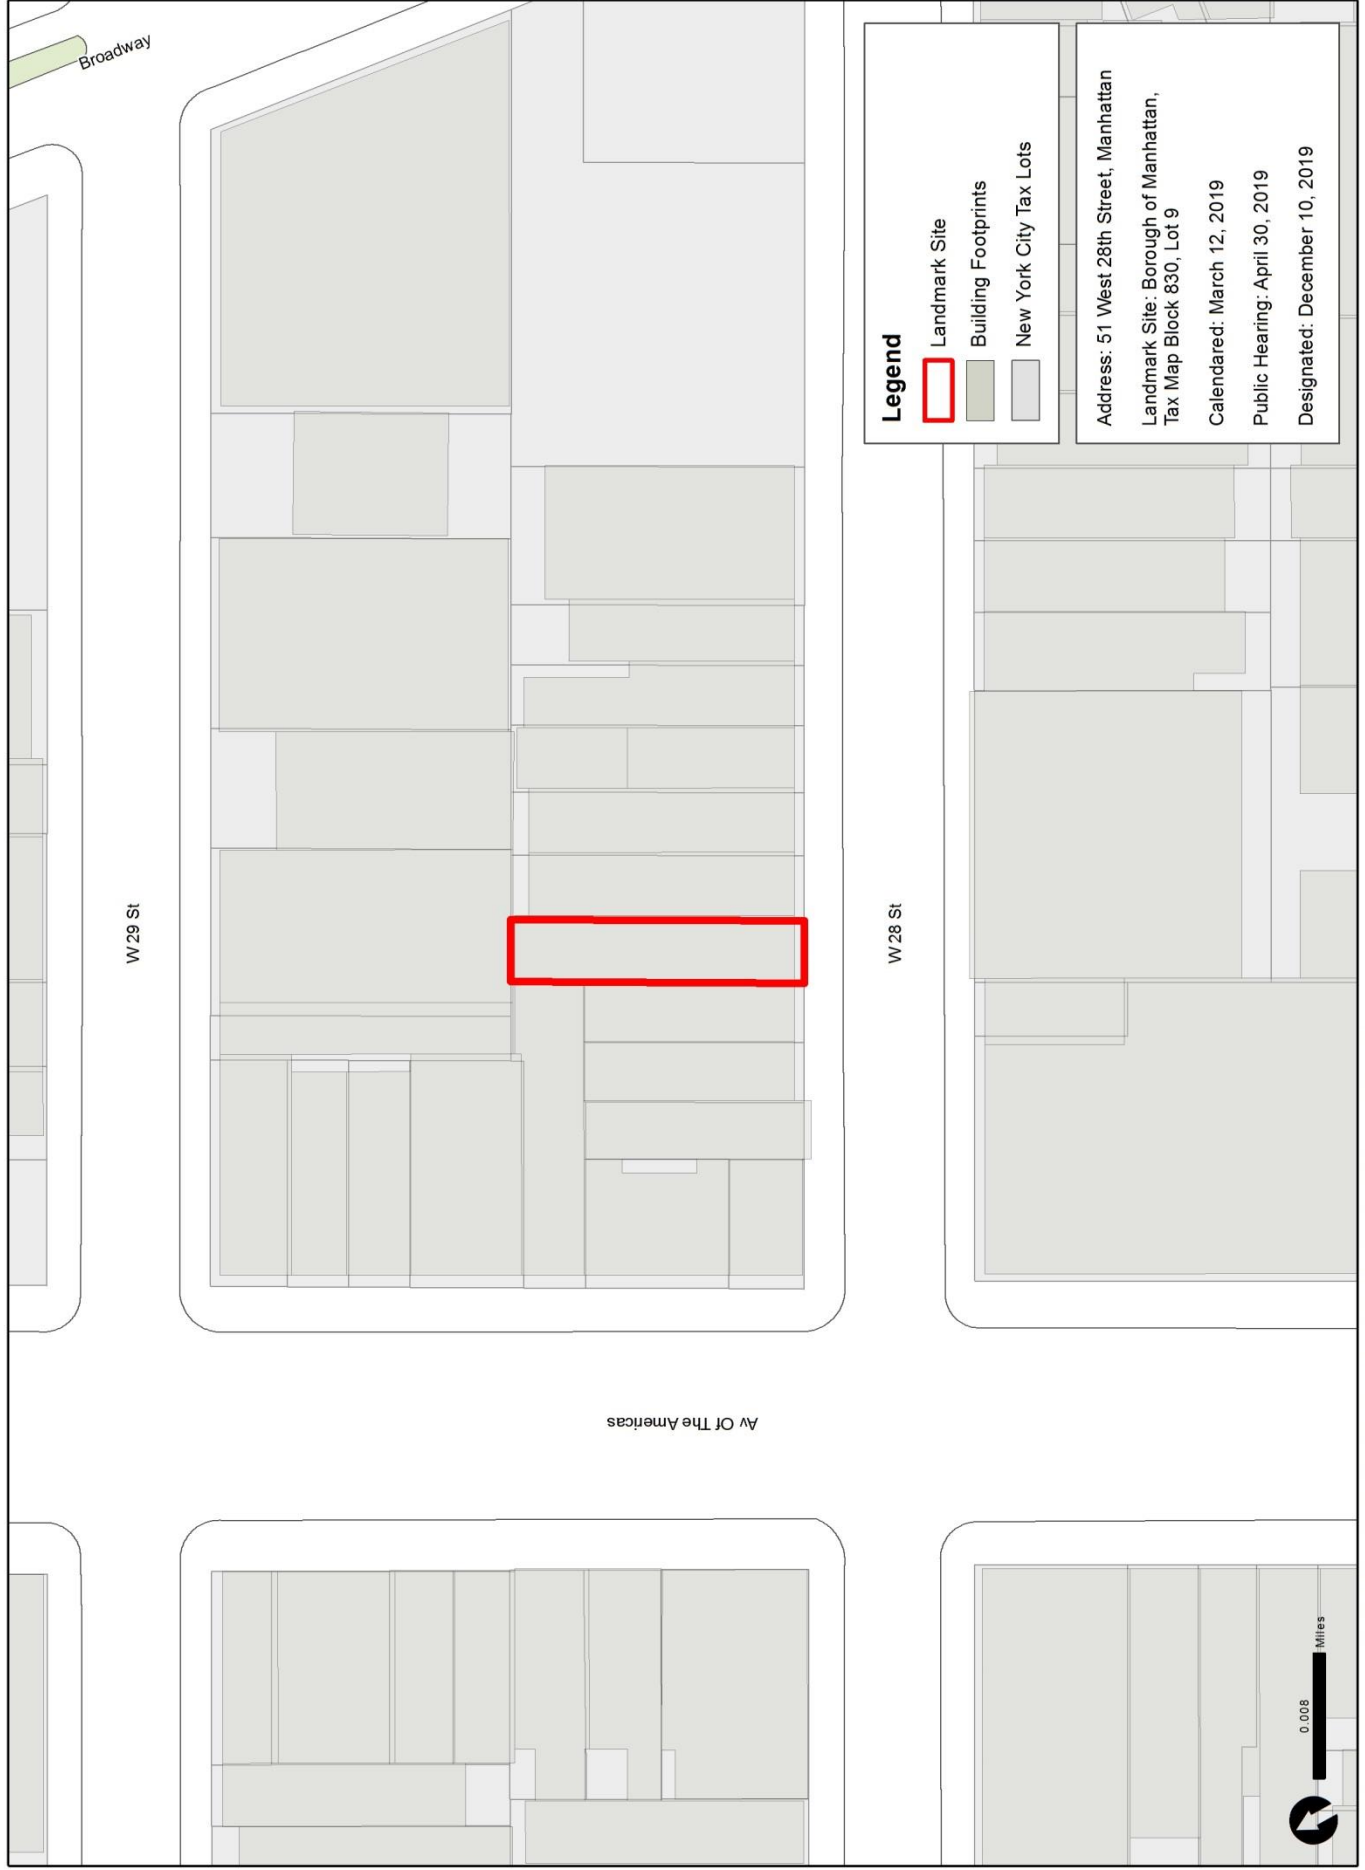 Broadway
W 29 St
W 28 St
Av Of The Americas
Legend
Landmark Site
Building Footprints
New York City Tax Lots
Address: 51 West 28th Street, Manhattan
Landmark Site: Borough of Manhattan,
Tax Map Block 830, Lot 9
Calendared: March 12, 2019
Public Hearing: April 30, 2019
Designated: December 10, 2019
0.008
Miles